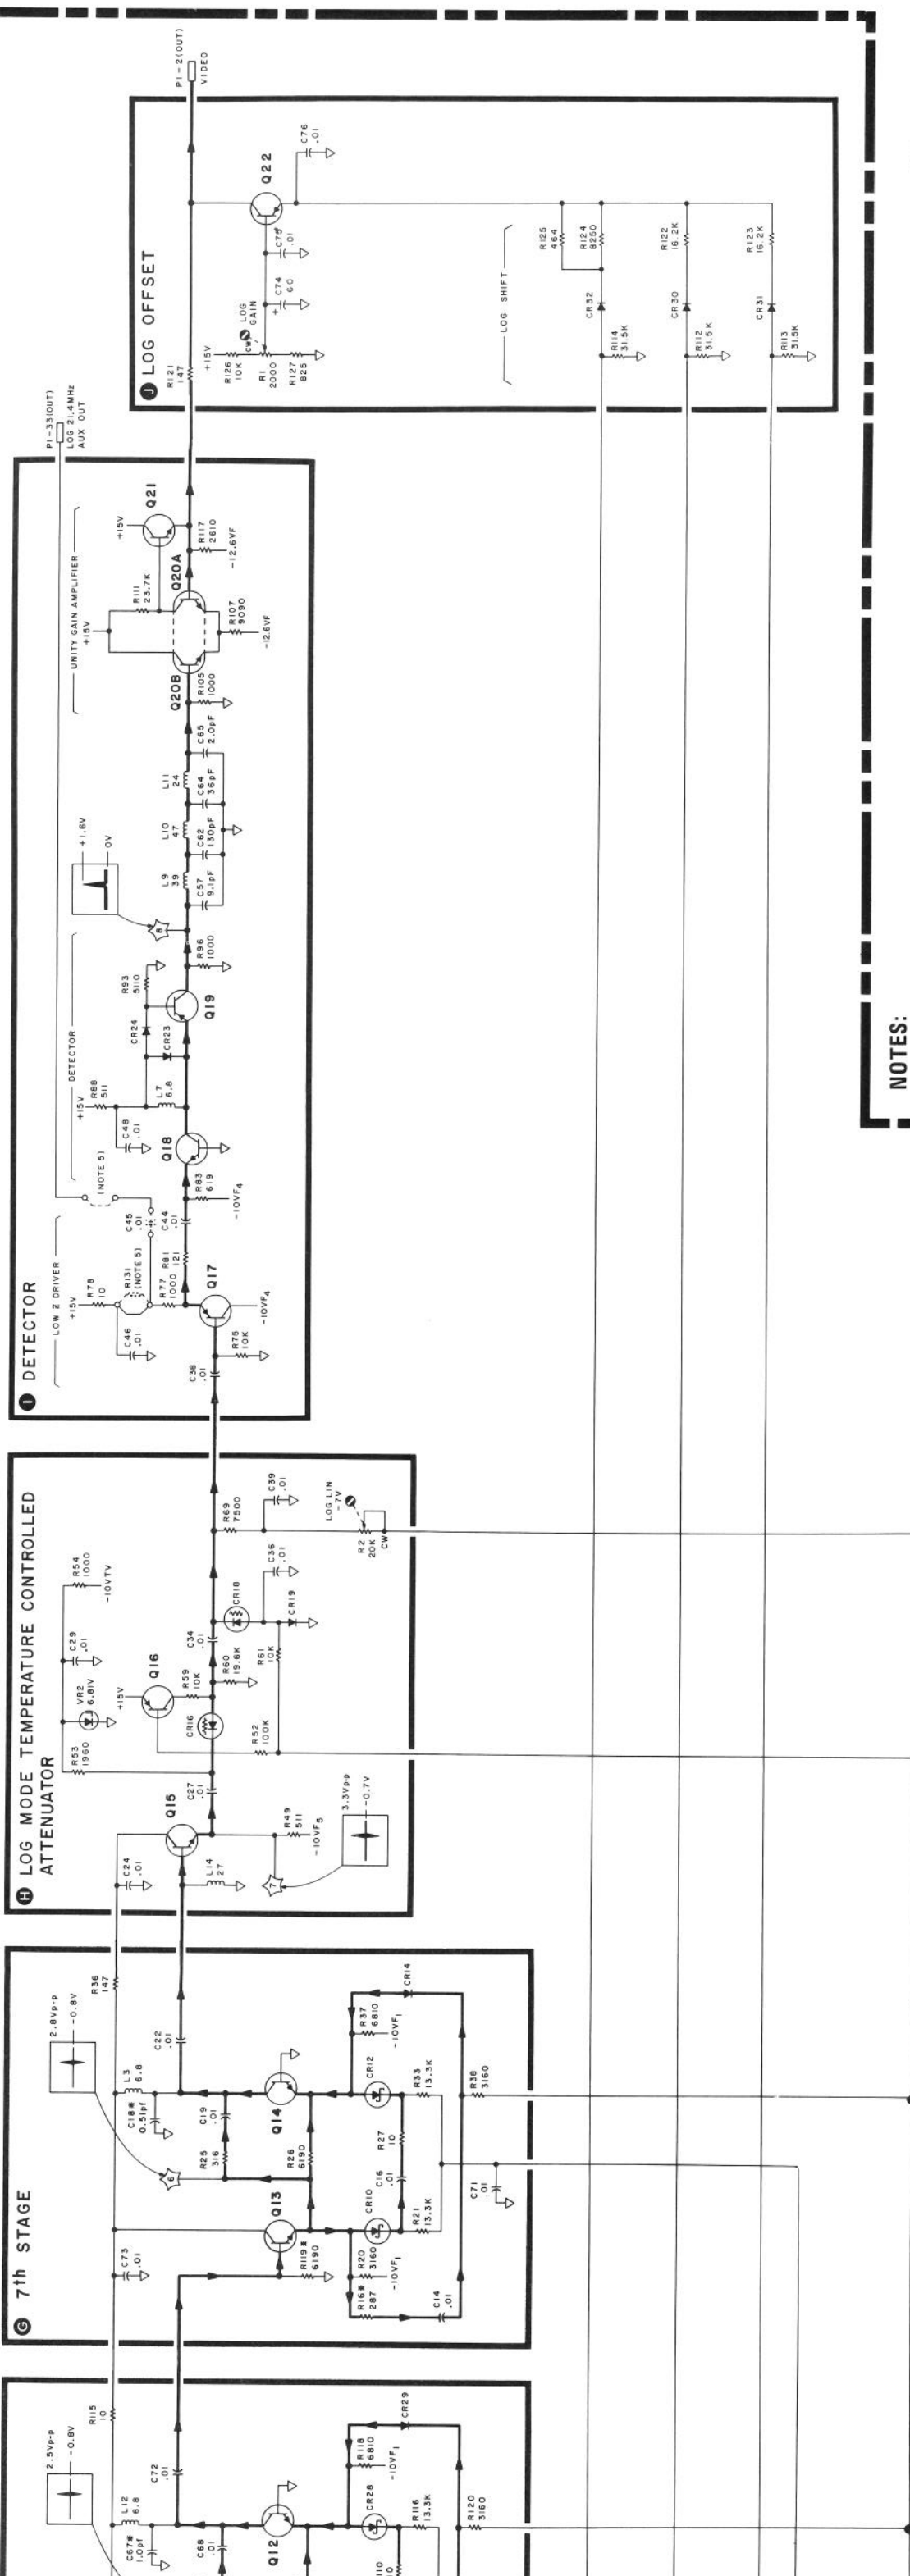 P1-2(OUT)
VIDEO
J LOG OFFSET
R121
147
Q22
C76
.01
C75
.01
C74
60
+
LOG
GAIN
CW
+15V
R126
10K
R1
2000
R127
825
LOG SHIFT
R125
464
R124
8250
CR32
R114
31.5K
R122
16.2K
CR30
R112
31.5K
R123
16.2K
CR31
R113
31.5K
P1-33(OUT)
LOG 21.4MHz
AUX OUT
I DETECTOR
UNITY GAIN AMPLIFIER
+15V
+15V
Q21
R111
23.7K
Q20A
R117
2610
-12.6VF
R107
9090
-12.6VF
Q20B
R105
1000
C65
2.0pF
L11
24
C64
36pF
L10
47
C62
130pF
L9
39
C57
9.1pF
+1.6V
0V
8
DETECTOR
R96
1000
R93
5110
Q19
CR24
CR23
+15V
R88
511
L7
6.8
C48
.01
Q18
(NOTE 5)
R83
619
-10VF4
C45
.01
C44
.01
LOW Z DRIVER
+15V
R78
10
R131
(NOTE 5)
R77
1000
R81
121
Q17
-10VF4
C46
.01
R75
10K
C38
.01
H LOG MODE TEMPERATURE CONTROLLED
ATTENUATOR
R54
1000
-10VTV
C29
.01
VR2
6.81V
R53
1960
+15V
Q16
R59
10K
C34
.01
R60
19.6K
CR16
R52
100K
R61
10K
CR18
CR19
C36
.01
R69
7500
C39
.01
LOG LIN
-7V
R2
20K
CW
C27
.01
Q15
R49
511
-10VF5
C24
.01
L14
27
7
3.3Vp-p
-0.7V
G 7th STAGE
R36
147
2.8Vp-p
-0.8V
C22
.01
L3
6.8
C18*
0.51pf
C19
.01
Q14
R25
316
R26
6190
6
CR14
R37
6810
-10VF1
CR12
R33
13.3K
R38
3160
R27
10
C16
.01
CR10
R21
13.3K
C71
.01
Q13
C73
.01
R119*
6190
R20
3160
-10VF1
R16*
287
C14
.01
R115
10
2.5Vp-p
-0.8V
C72
.01
L12
6.8
C67*
1.0pf
C68
.01
Q12
CR29
R118
6810
-10VF1
CR28
R116
13.3K
R120
3160
NOTES: